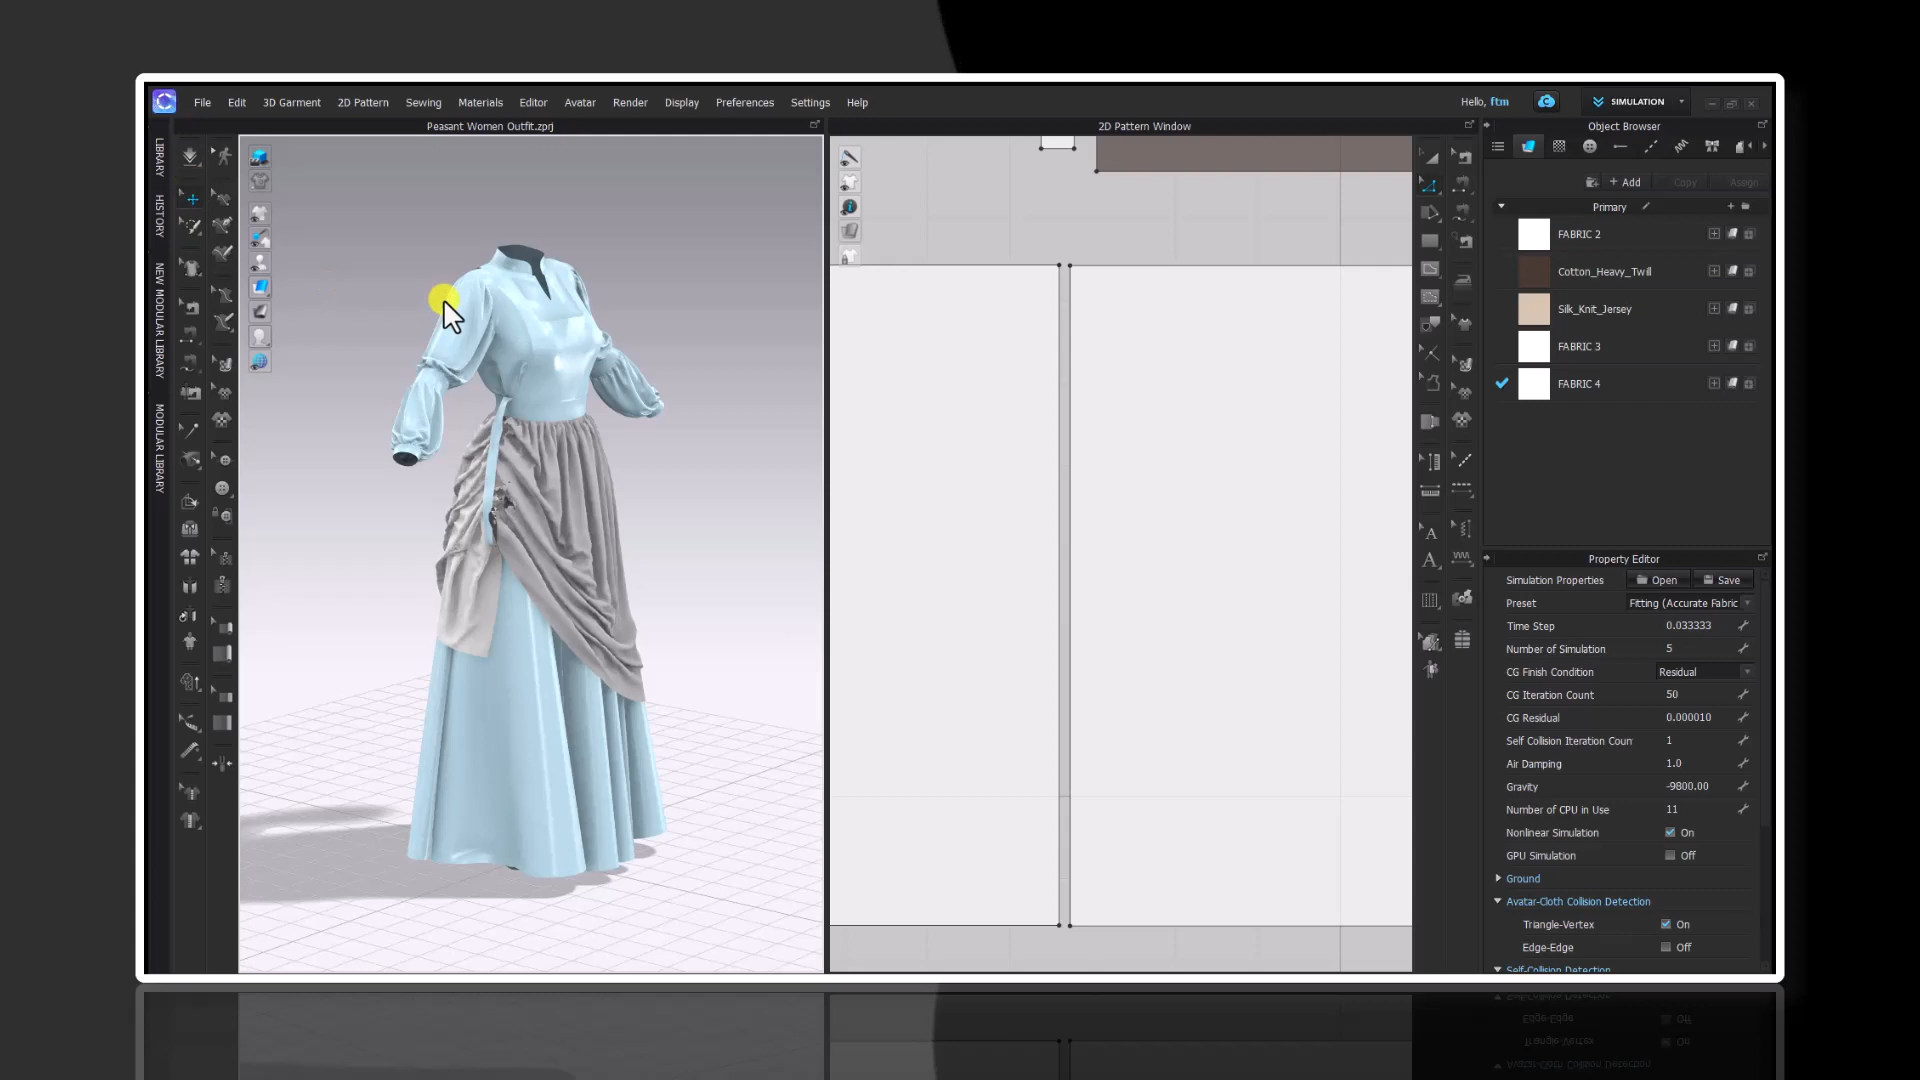 File Edit 3D Garment 2D Pattern Sewing Materials Editor Avatar Render Display Preferences Settings Help
Hello, ftm
SIMULATION
Peasant Women Outfit.zprj
2D Pattern Window
Object Browser
LIBRARY
HISTORY
NEW MODULAR LIBRARY
MODULAR LIBRARY
+ Add
Copy
Assign
Primary
FABRIC 2
Cotton_Heavy_Twill
Silk_Knit_Jersey
FABRIC 3
FABRIC 4
A
A
Property Editor
Simulation Properties Open Save
Preset Fitting (Accurate Fabric
Time Step 0.033333
Number of Simulation 5
CG Finish Condition Residual
CG Iteration Count 50
CG Residual 0.000010
Self Collision Iteration Coun
1
Air Damping 1.0
Gravity -9800.00
Number of CPU in Use 11
Nonlinear Simulation On
GPU Simulation Off
Ground
Avatar-Cloth Collision Detection
Triangle-Vertex On
Edge-Edge Off
Self-Collision Detection